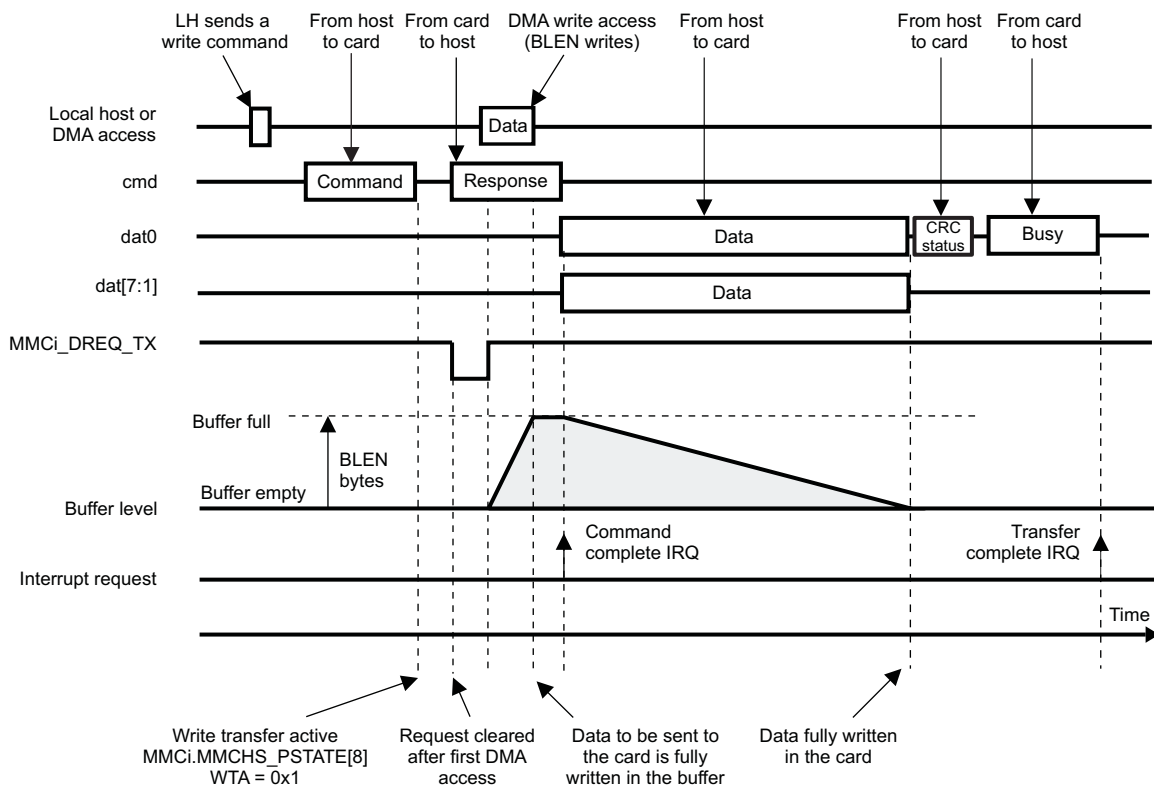 LH sends a
write command
From host
to card
From card
to host
DMA write access
(BLEN writes)
From host
to card
From host
to card
From card
to host
Local host or
DMA access
Data
cmd
Command
Response
dat0
Data
CRC
status
Busy
dat[7:1]
Data
MMCi_DREQ_TX
Buffer full
BLEN
bytes
Buffer empty
Buffer level
Command
complete IRQ
Transfer
complete IRQ
Interrupt request
Time
Write transfer active
MMCi.MMCHS_PSTATE[8]
WTA = 0x1
Request cleared
after first DMA
access
Data to be sent to
the card is fully
written in the buffer
Data fully written
in the card